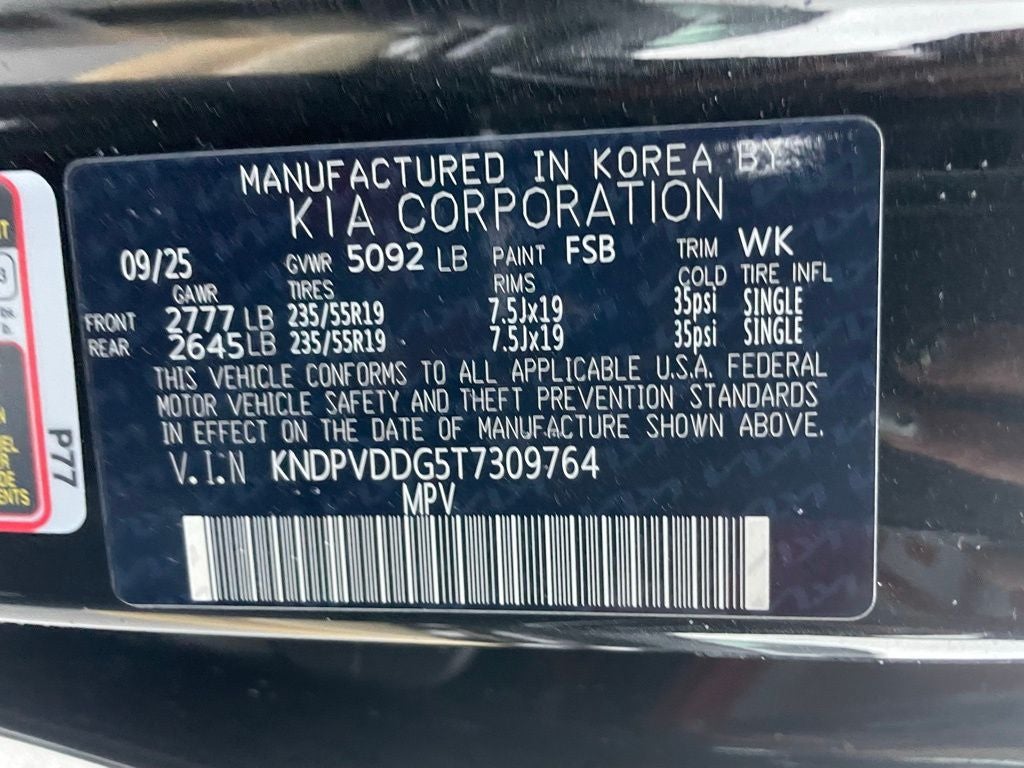 MANUFACTURED IN KOREA BY
KIA CORPORATION
09/25 GVWR 5092 LB PAINT FSB TRIM WK
GAWR TIRES RIMS COLD TIRE INFL
FRONT 2777 LB 235/55R19 7.5Jx19 35psi SINGLE
REAR 2645 LB 235/55R19 7.5Jx19 35psi SINGLE
THIS VEHICLE CONFORMS TO ALL APPLICABLE U.S.A. FEDERAL
MOTOR VEHICLE SAFETY AND THEFT PREVENTION STANDARDS
IN EFFECT ON THE DATE OF MANUFACTURE SHOWN ABOVE.
V.I.N KNDPVDDG5T7309764
MPV
P77